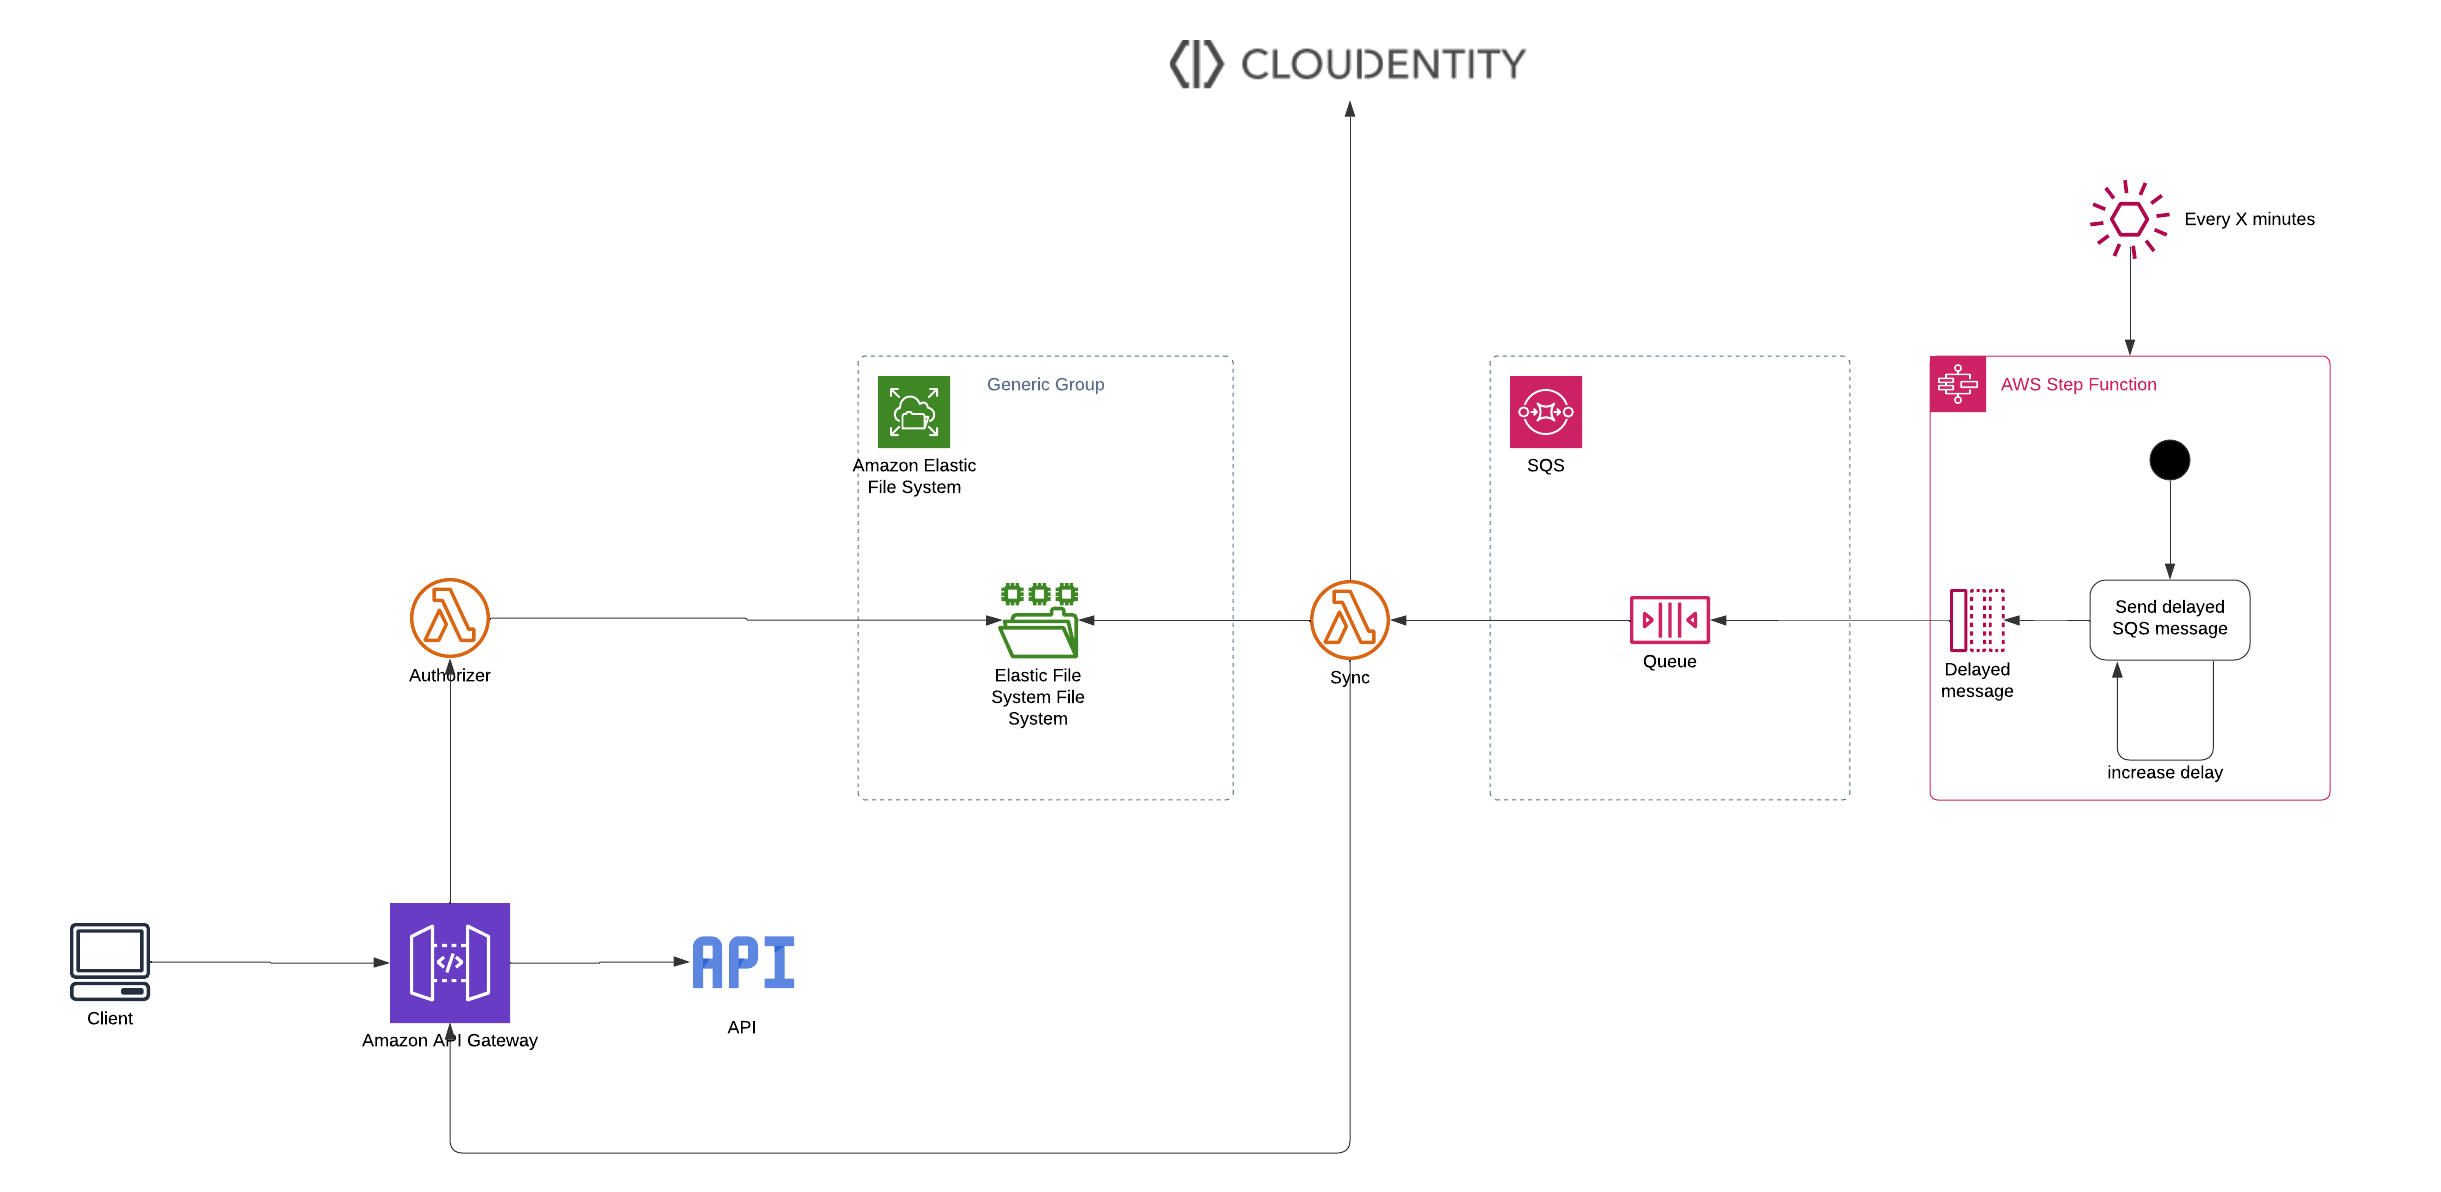 CLOUDENTITY
Every X minutes
Generic Group
AWS Step Function
Amazon Elastic
File System
SQS
Send delayed
SQS message
Authorizer
Elastic File
System File
System
Sync
Queue
Delayed
message
increase delay
Client
Amazon API Gateway
API
API